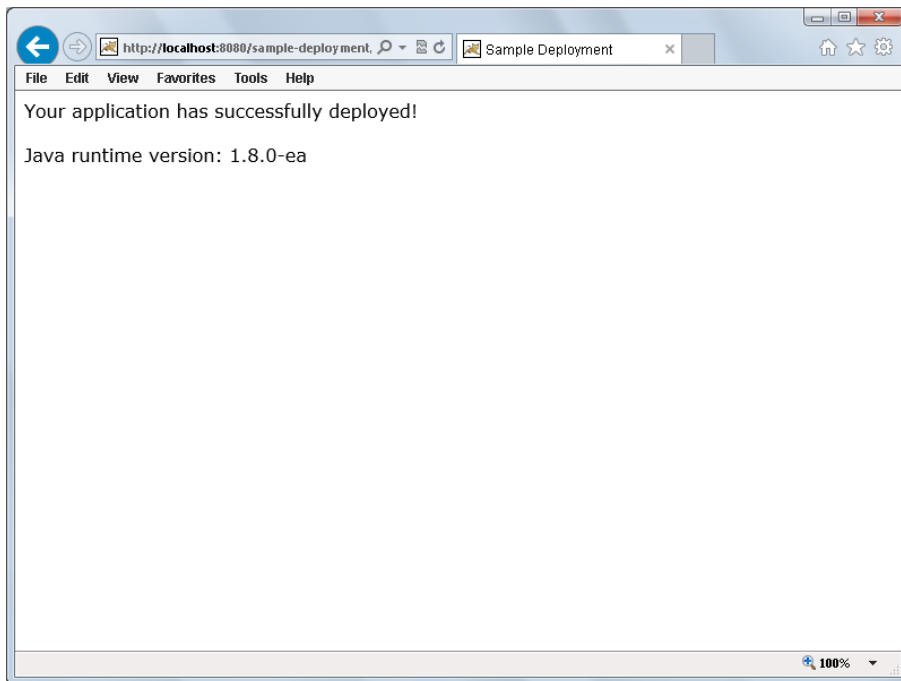 http://localhost:8080/sample-deployment,
Sample Deployment
File Edit View Favorites Tools Help
Your application has successfully deployed!
Java runtime version: 1.8.0-ea
100%